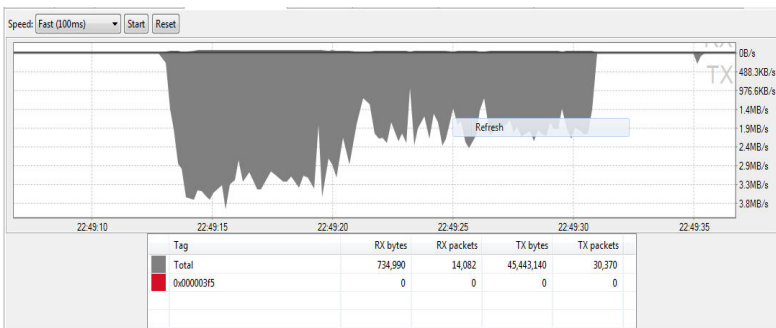 Speed: Fast (100ms) Start Reset
RX
TX
0B/s
488.3KB/s
976.6KB/s
1.4MB/s
1.9MB/s
2.4MB/s
2.9MB/s
3.3MB/s
3.8MB/s
Refresh
22:49:10 22:49:15 22:49:20 22:49:25 22:49:30 22:49:35
Tag RX bytes RX packets TX bytes TX packets
Total 734,990 14,082 45,443,140 30,370
0x000003f5 0 0 0 0